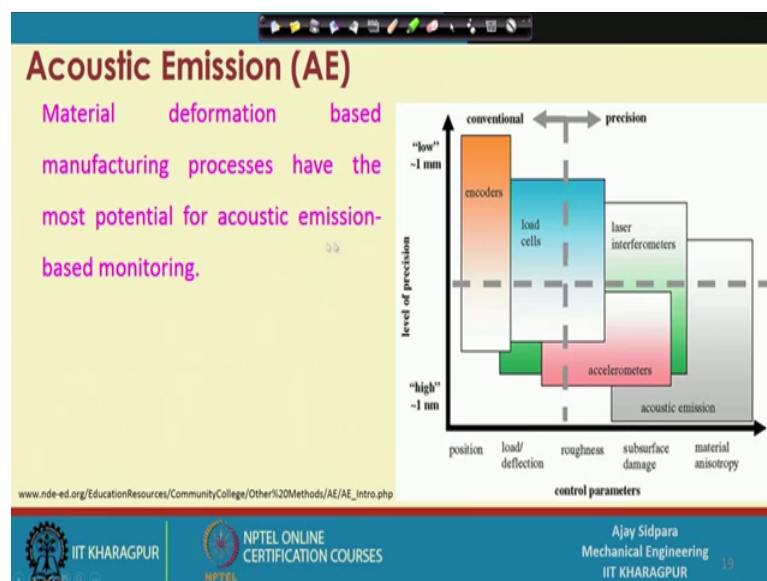 Acoustic Emission (AE)
Material deformation based
manufacturing processes have the
most potential for acoustic emission-
based monitoring.
conventional
precision
"low"
~1 mm
encoders
load
cells
laser
interferometers
level of precision
accelerometers
"high"
~1 nm
acoustic emission
position
load/
deflection
roughness
subsurface
damage
material
anisotropy
control parameters
www.nde-ed.org/EducationResources/CommunityCollege/Other%20Methods/AE/AE_Intro.php
IIT KHARAGPUR
NPTEL ONLINE
CERTIFICATION COURSES
NPTEL
Ajay Sidpara
Mechanical Engineering
IIT KHARAGPUR
19